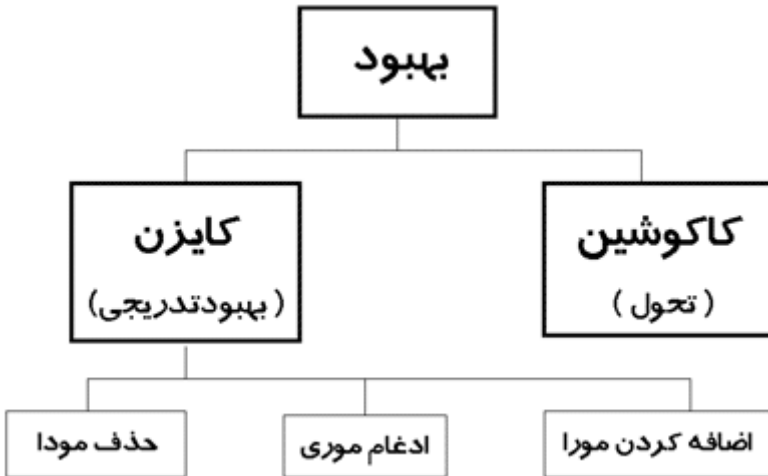 بهبود
کاکوشین
( تحول )
کایزن
(بهبودتدریجی)
اضافه کردن مورا
ادغام موری
حذف مودا